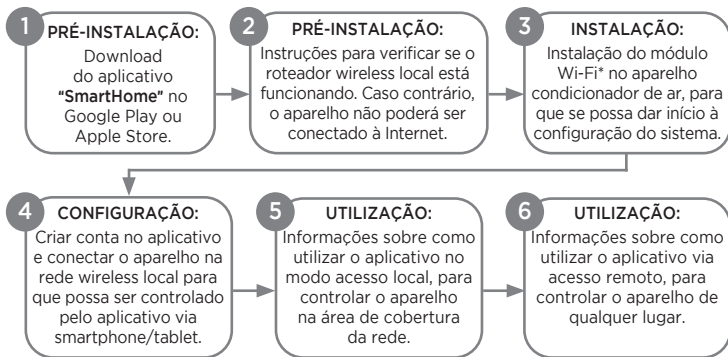 1
PRÉ-INSTALAÇÃO:
Download
do aplicativo
“SmartHome” no
Google Play ou
Apple Store.
2
PRÉ-INSTALAÇÃO:
Instruções para verificar se o
roteador wireless local está
funcionando. Caso contrário,
o aparelho não poderá ser
conectado à Internet.
3
INSTALAÇÃO:
Instalação do módulo
Wi-Fi* no aparelho
condicionador de ar, para
que se possa dar início à
configuração do sistema.
4
CONFIGURAÇÃO:
Criar conta no aplicativo
e conectar o aparelho na
rede wireless local para
que possa ser controlado
pelo aplicativo via
smartphone/tablet.
5
UTILIZAÇÃO:
Informações sobre como
utilizar o aplicativo no
modo acesso local, para
controlar o aparelho
na área de cobertura
da rede.
6
UTILIZAÇÃO:
Informações sobre como
utilizar o aplicativo via
acesso remoto, para
controlar o aparelho de
qualquer lugar.